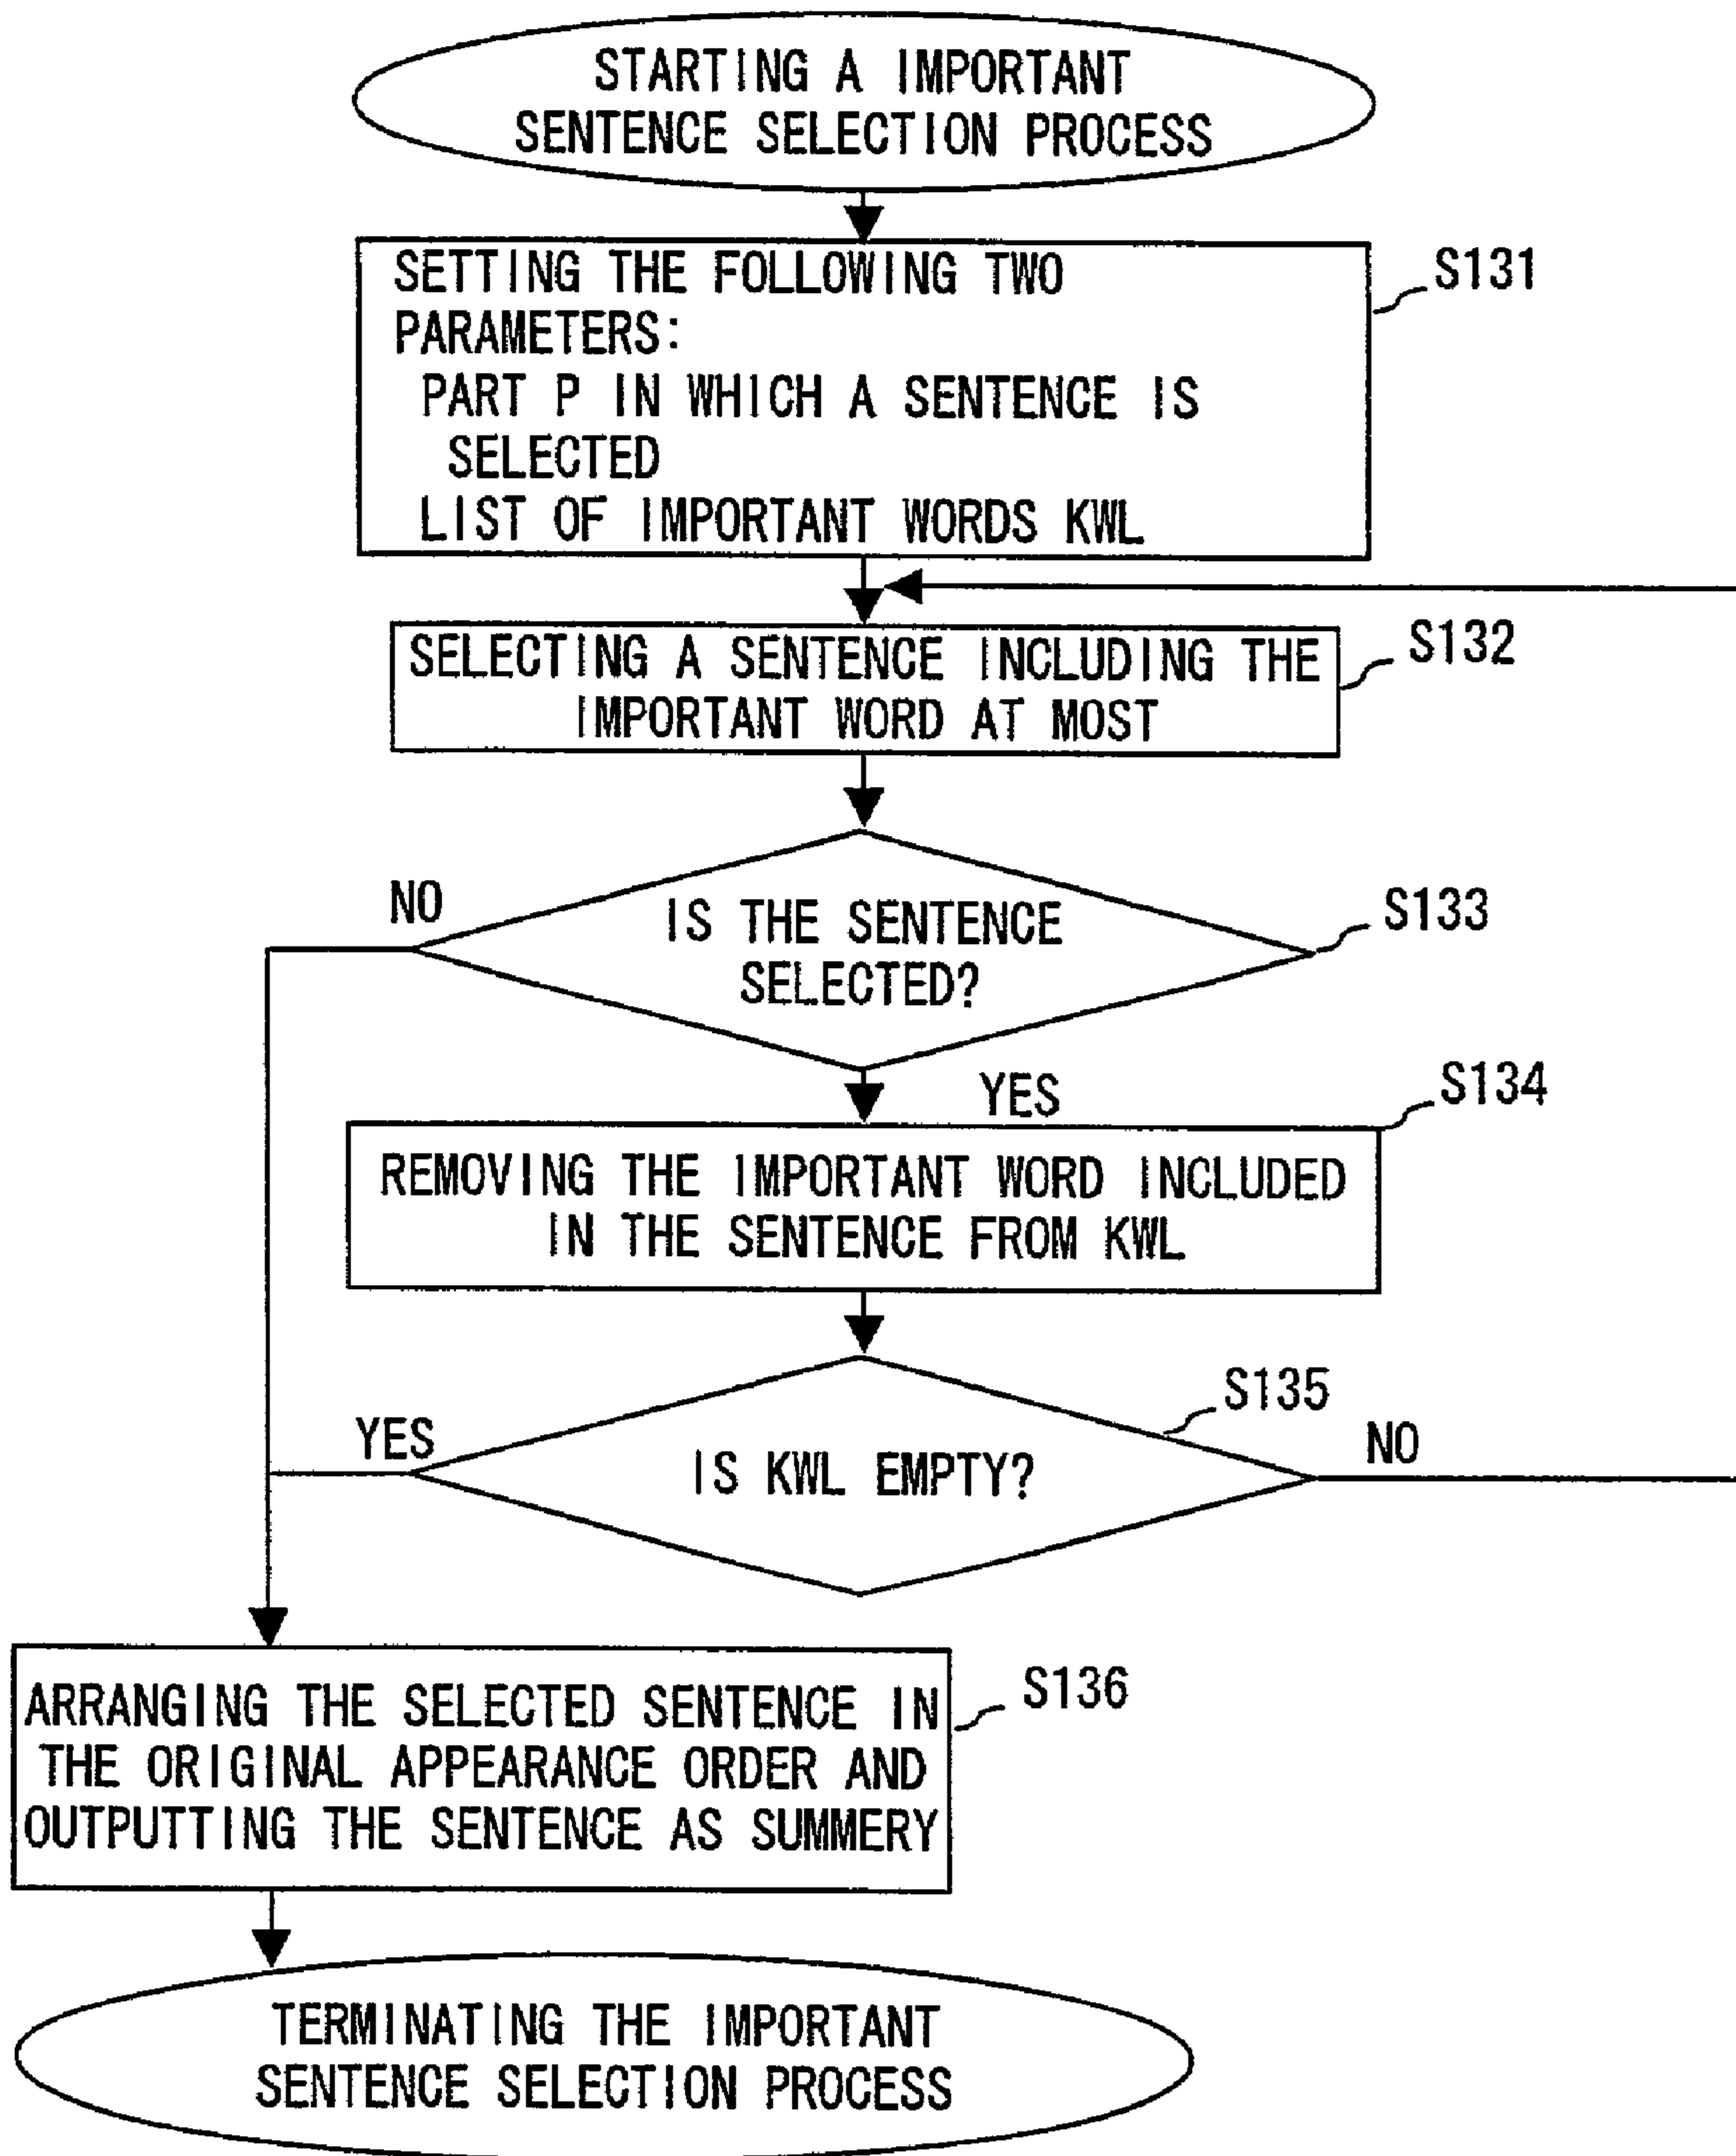 STARTING A IMPORTANT
SENTENCE SELECTION PROCESS
SETTING THE FOLLOWING TWO
PARAMETERS:
PART P IN WHICH A SENTENCE IS
SELECTED
LIST OF IMPORTANT WORDS KWL
S131
SELECTING A SENTENCE INCLUDING THE
IMPORTANT WORD AT MOST
S132
IS THE SENTENCE
SELECTED?
S133
NO
YES
REMOVING THE IMPORTANT WORD INCLUDED
IN THE SENTENCE FROM KWL
S134
IS KWL EMPTY?
S135
YES
NO
ARRANGING THE SELECTED SENTENCE IN
THE ORIGINAL APPEARANCE ORDER AND
OUTPUTTING THE SENTENCE AS SUMMERY
S136
TERMINATING THE IMPORTANT
SENTENCE SELECTION PROCESS